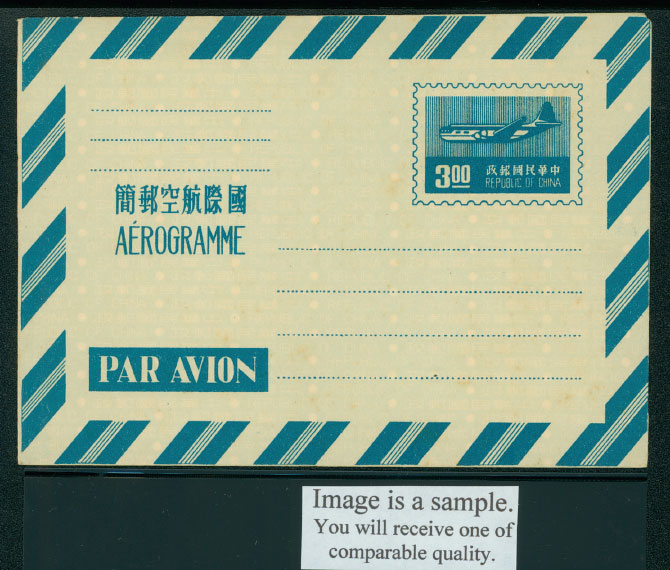 3.00
政郵國民華中
REPUBLIC OF CHINA
簡郵空航際國
AÉROGRAMME
PAR AVION
Image is a sample.
You will receive one of
comparable quality.